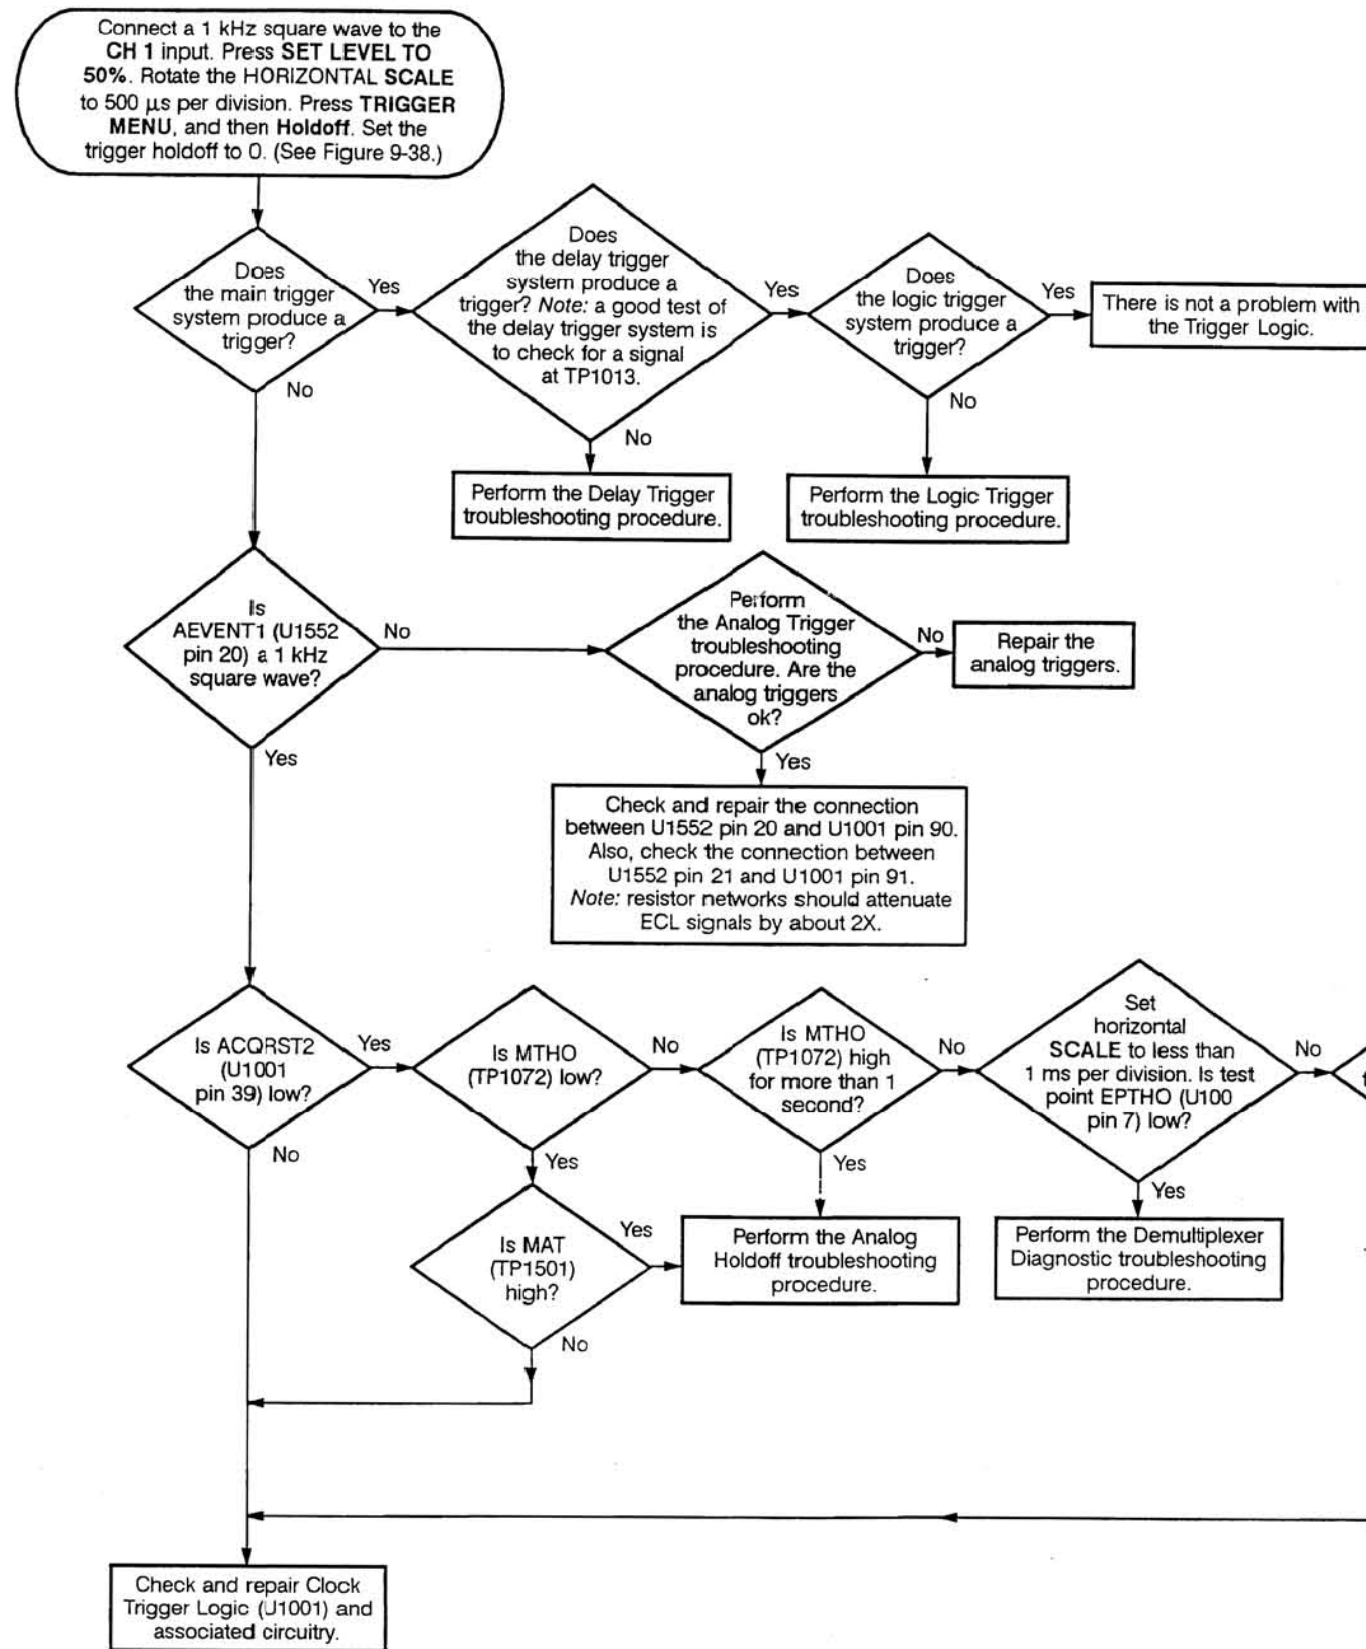 Connect a 1 kHz square wave to the
CH 1 input. Press SET LEVEL TO
50%. Rotate the HORIZONTAL SCALE
to 500 µs per division. Press TRIGGER
MENU, and then Holdoff. Set the
trigger holdoff to 0. (See Figure 9-38.)
Does
the main trigger
system produce a
trigger?
Yes
No
Does
the delay trigger
system produce a
trigger? Note: a good test of
the delay trigger system is
to check for a signal
at TP1013.
Yes
No
Does
the logic trigger
system produce a
trigger?
Yes
No
There is not a problem with
the Trigger Logic.
Perform the Delay Trigger
troubleshooting procedure.
Perform the Logic Trigger
troubleshooting procedure.
Is
AEVENT1 (U1552
pin 20) a 1 kHz
square wave?
No
Yes
Perform
the Analog Trigger
troubleshooting
procedure. Are the
analog triggers
ok?
No
Yes
Repair the
analog triggers.
Check and repair the connection
between U1552 pin 20 and U1001 pin 90.
Also, check the connection between
U1552 pin 21 and U1001 pin 91.
Note: resistor networks should attenuate
ECL signals by about 2X.
Is ACQRST2
(U1001
pin 39) low?
Yes
No
Is MTHO
(TP1072) low?
No
Yes
Is MTHO
(TP1072) high
for more than 1
second?
No
Yes
Set
horizontal
SCALE to less than
1 ms per division. Is test
point EPTHO (U100
pin 7) low?
No
Yes
t
Is MAT
(TP1501)
high?
Yes
No
Perform the Analog
Holdoff troubleshooting
procedure.
Perform the Demultiplexer
Diagnostic troubleshooting
procedure.
Check and repair Clock
Trigger Logic (U1001) and
associated circuitry.